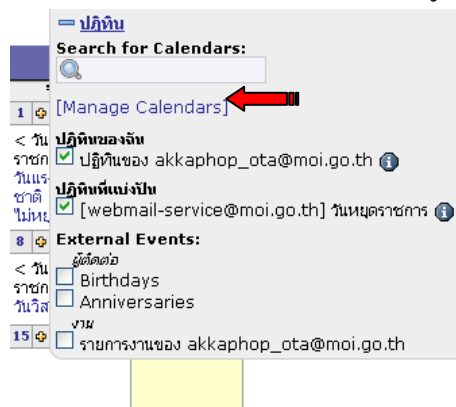 ปฏิทิน
Search for Calendars:
[Manage Calendars]
1
< วัน
ราชก
วันแร
ชาติ
ไม่หยุ
ปฏิทินของฉัน
ปฏิทินของ akkaphop_ota@moi.go.th
ปฏิทินที่แบ่งปัน
[webmail-service@moi.go.th] วันหยุดราชการ
8
External Events:
< วัน
ราชก
วันวิส
ผู้ติดต่อ
Birthdays
Anniversaries
15
งาน
รายการงานของ akkaphop_ota@moi.go.th